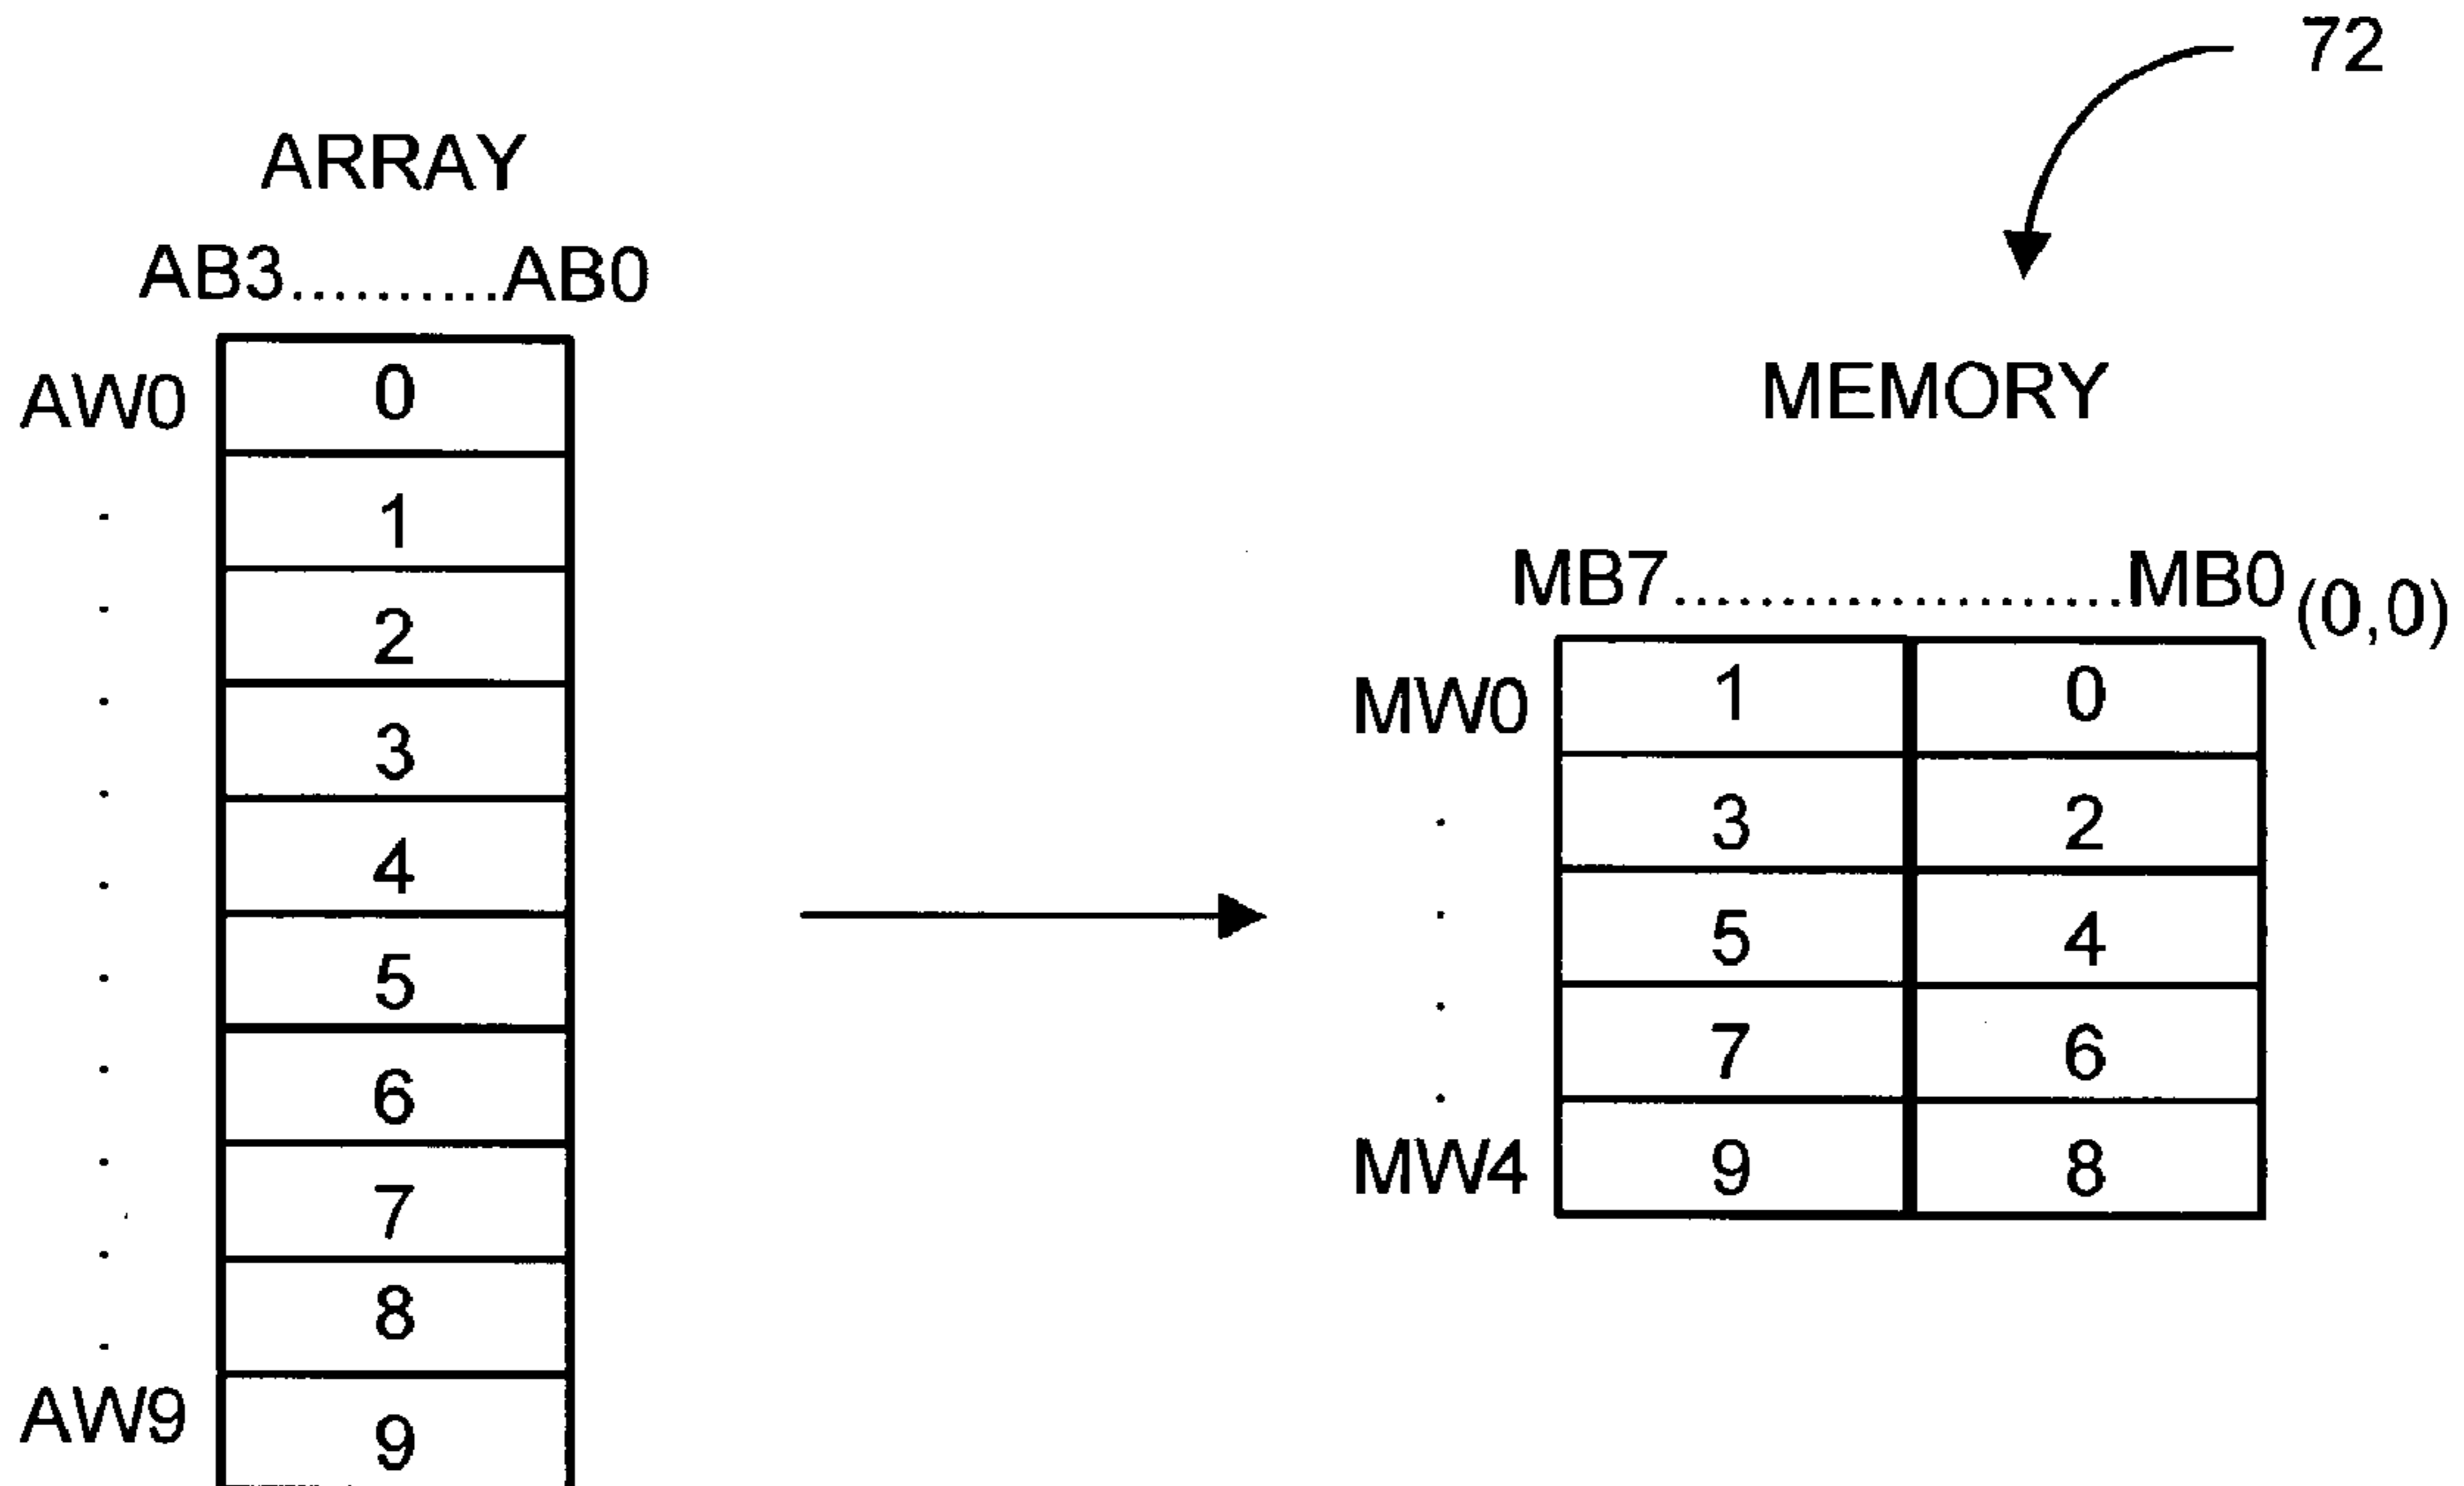 72
ARRAY
AB3..........AB0
AW0
0
1
2
3
4
5
6
7
8
AW9
9
MEMORY
MB7.....................MB0
(0,0)
MW0
1 0
3 2
5 4
7 6
MW4
9 8